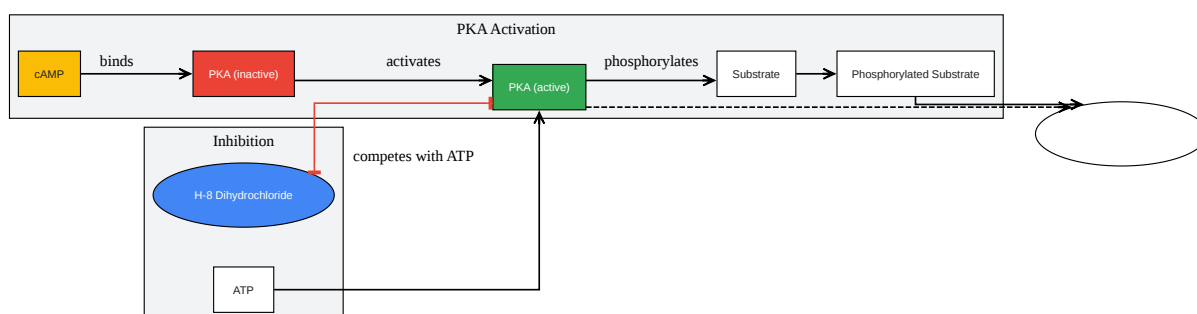 PKA Activation
cAMP
binds
PKA (inactive)
activates
PKA (active)
phosphorylates
Substrate
Phosphorylated Substrate
Inhibition
competes with ATP
H-8 Dihydrochloride
ATP